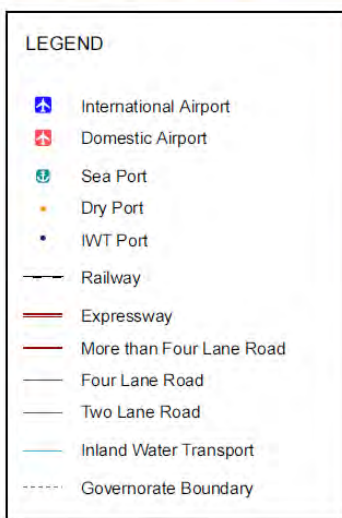 LEGEND
International Airport
Domestic Airport
Sea Port
Dry Port
IWT Port
Railway
Expressway
More than Four Lane Road
Four Lane Road
Two Lane Road
Inland Water Transport
Governorate Boundary